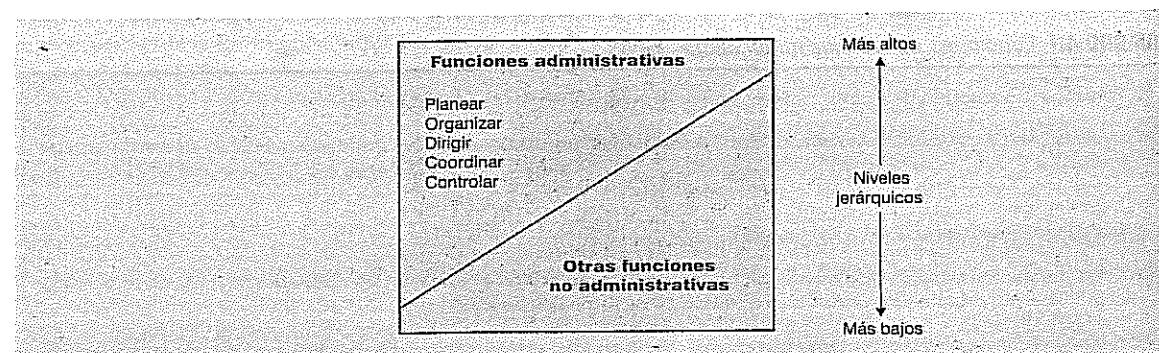 Funciones administrativas
Planear
Organizar
Dirigir
Coordinar
Controlar
Otras funciones
no administrativas
Más altos
Niveles
jerárquicos
Más bajos